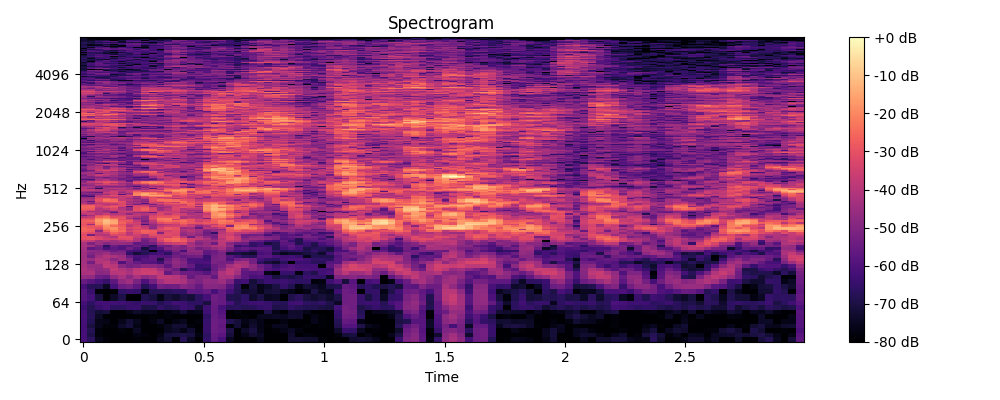 Spectrogram
4096
2048
1024
512
256
128
64
0
Hz
0
0.5
1
1.5
2
2.5
Time
+0 dB
-10 dB
-20 dB
-30 dB
-40 dB
-50 dB
-60 dB
-70 dB
-80 dB